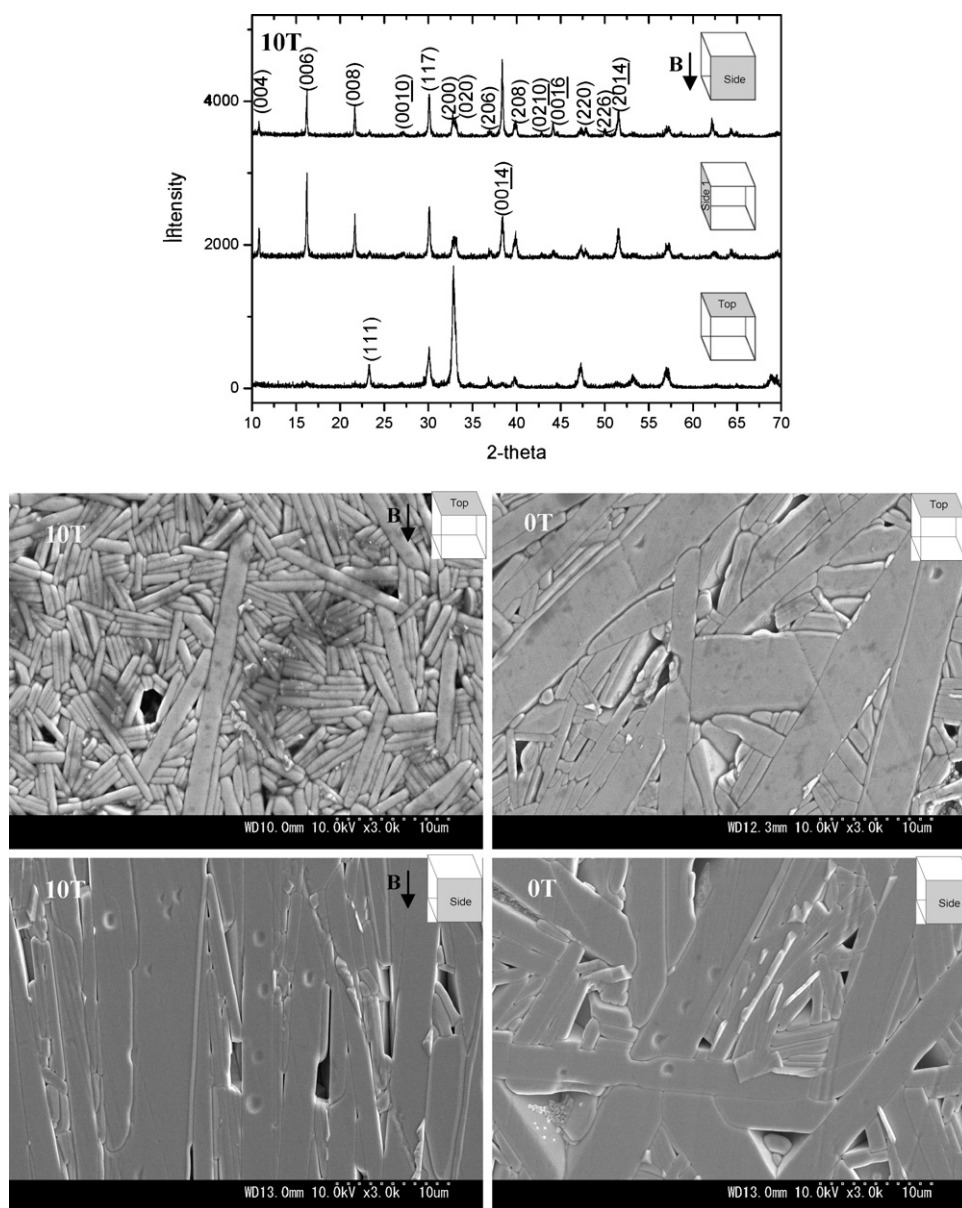 10T
(004)
(006)
(008)
(0010)
(117)
(200)
(020)
(206)
(208)
(0210)
(0016)
(220)
(226)
(2014)
B
Side
4000
(0014)
Side 1
2000
Intensity
Top
(111)
0
10 15 20 25 30 35 40 45 50 55 60 65 70
2-theta
10T
B
Top
WD10.0mm 10.0kV x3.0k 10um
0T
Top
WD12.3mm 10.0kV x3.0k 10um
10T
B
Side
WD13.0mm 10.0kV x3.0k 10um
0T
Side
WD13.0mm 10.0kV x3.0k 10um